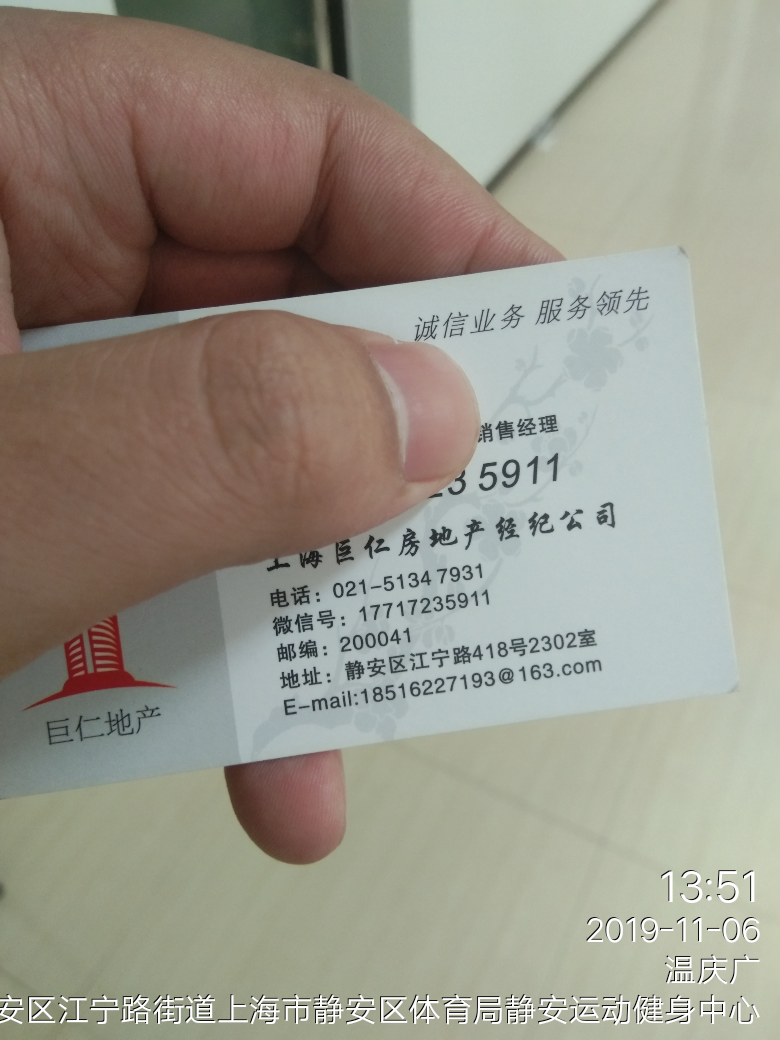 诚信业务 服务领先
销售经理
23 5911
上海巨仁房地产经纪公司
电话：021-5134 7931
微信号：17717235911
邮编：200041
地址：静安区江宁路418号2302室
E-mail:18516227193@163.com
巨仁地产
13:51
2019-11-06
温庆广
安区江宁路街道上海市静安区体育局静安运动健身中心